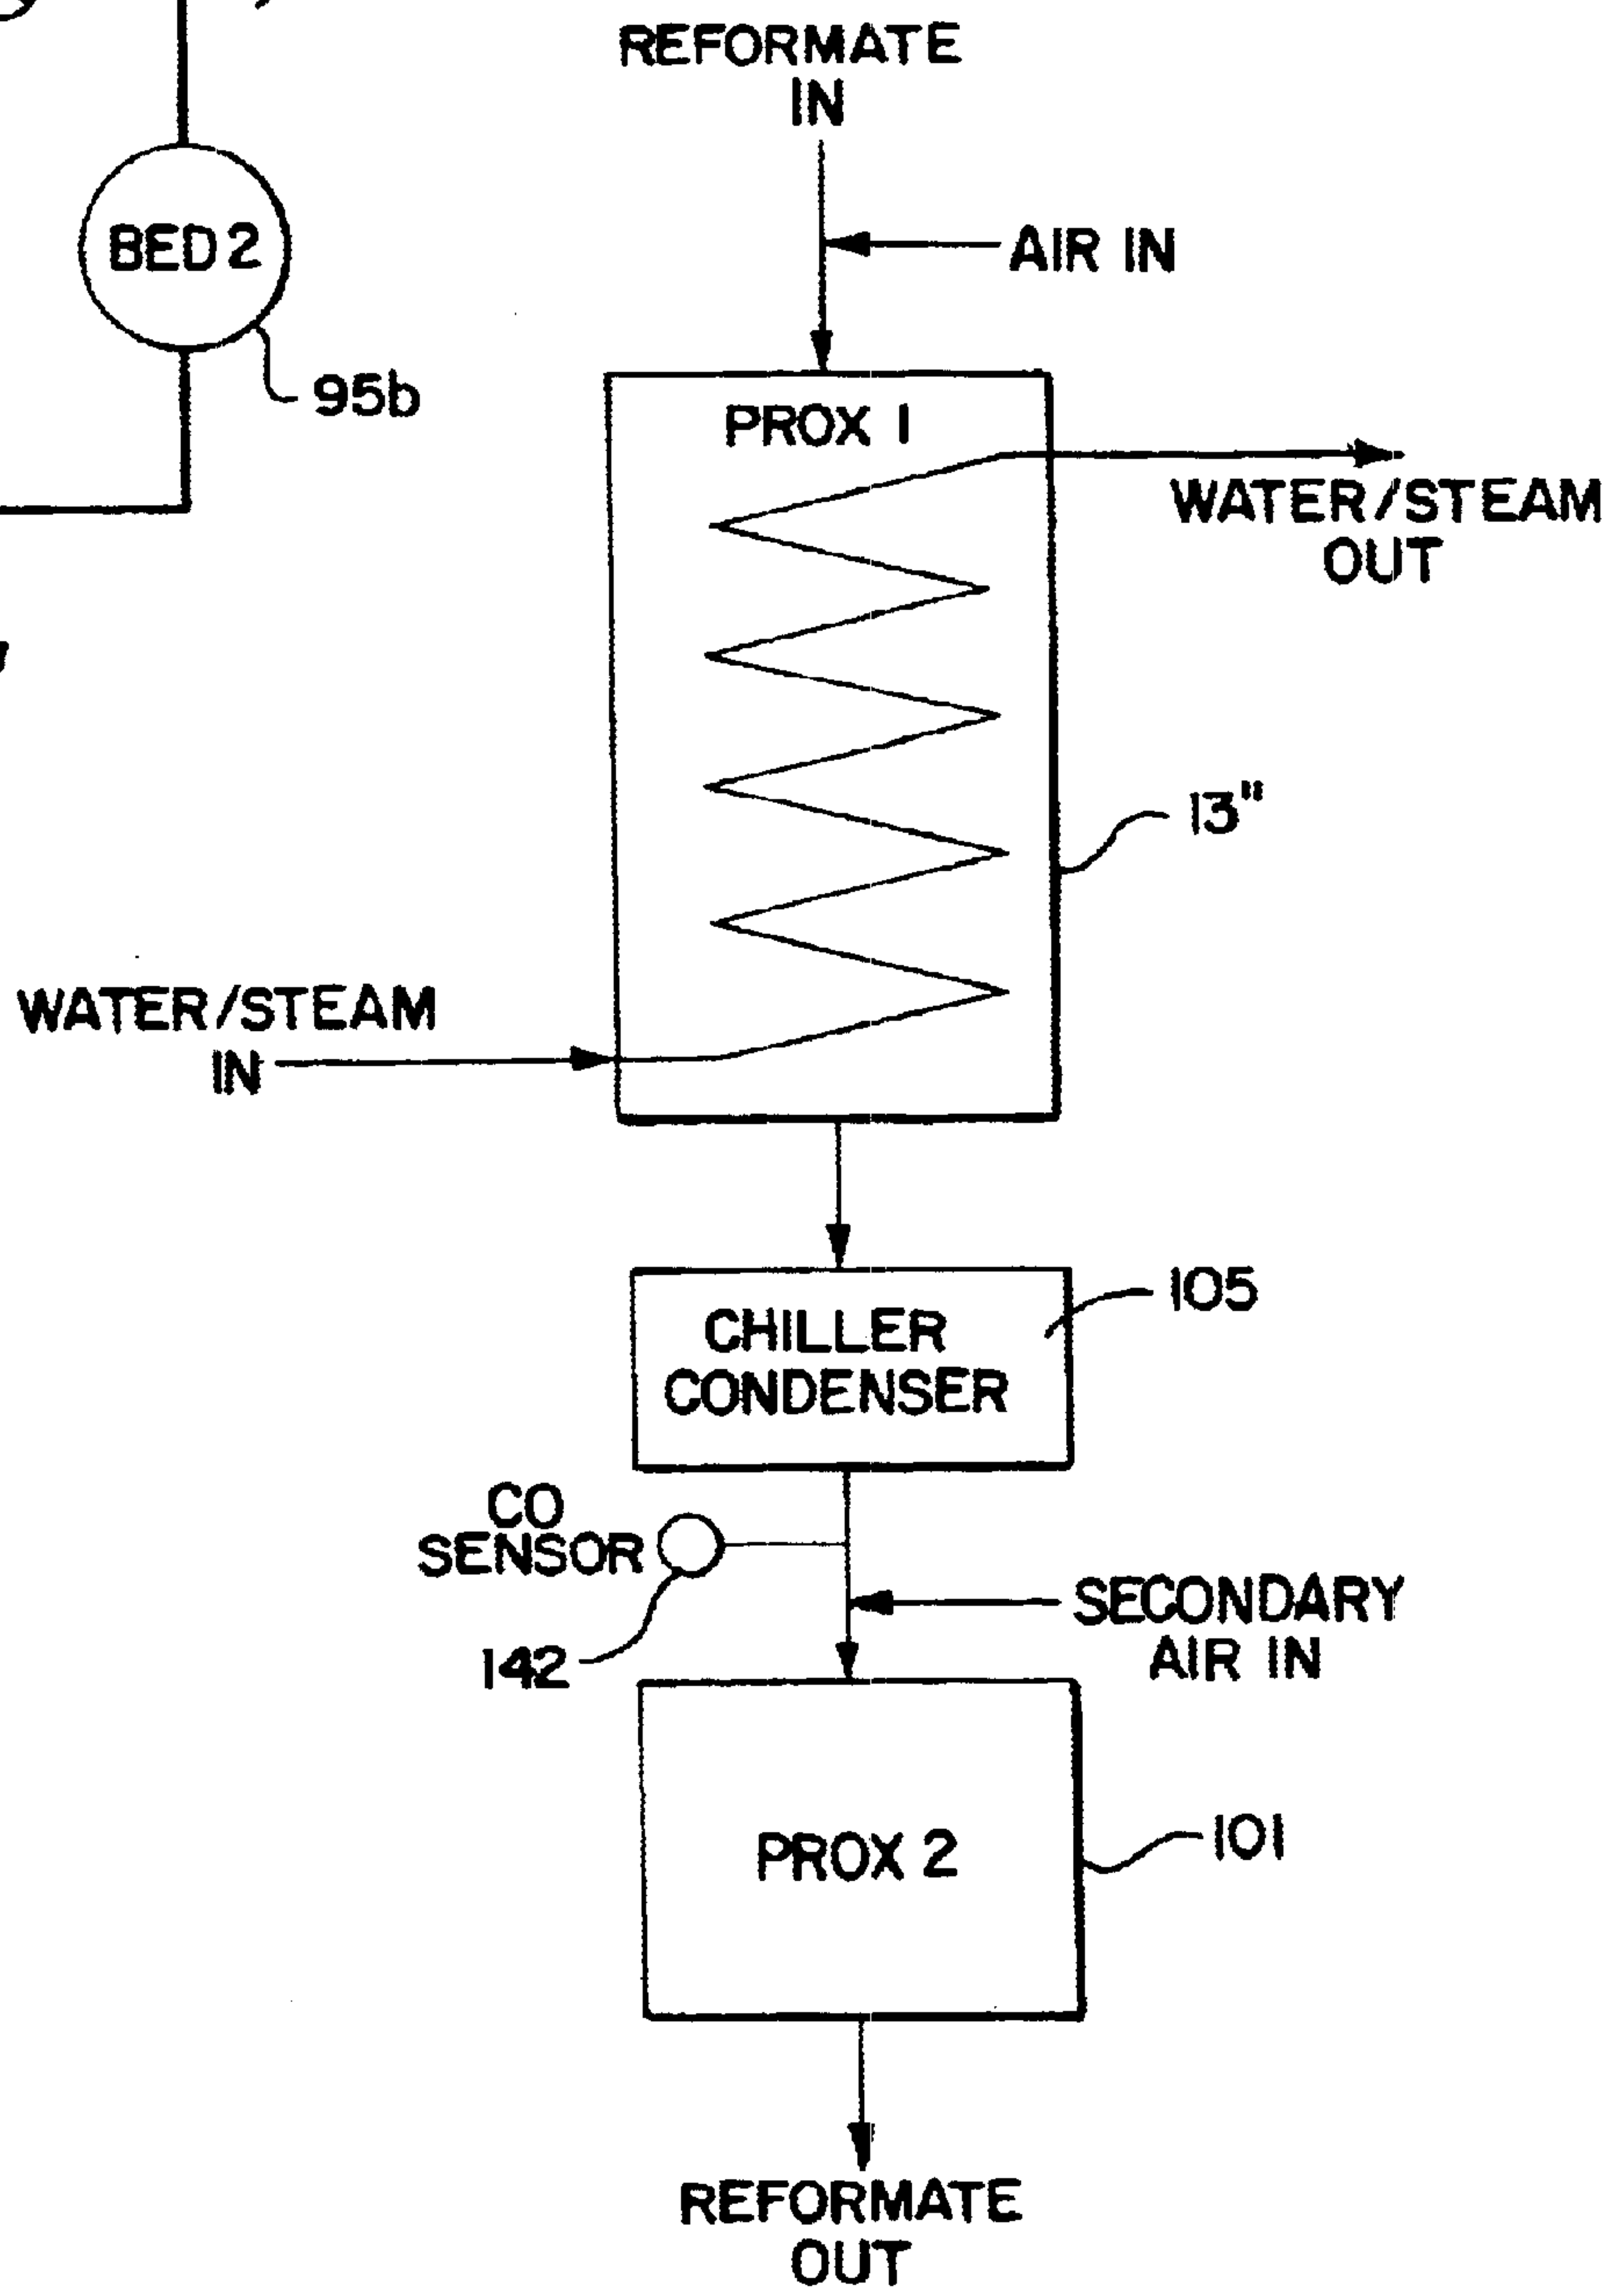 REFORMATE
IN
AIR IN
BED 2
95b
PROX 1
WATER/STEAM
OUT
13"
WATER/STEAM
IN
CHILLER
CONDENSER
105
CO
SENSOR
142
SECONDARY
AIR IN
PROX 2
101
REFORMATE
OUT